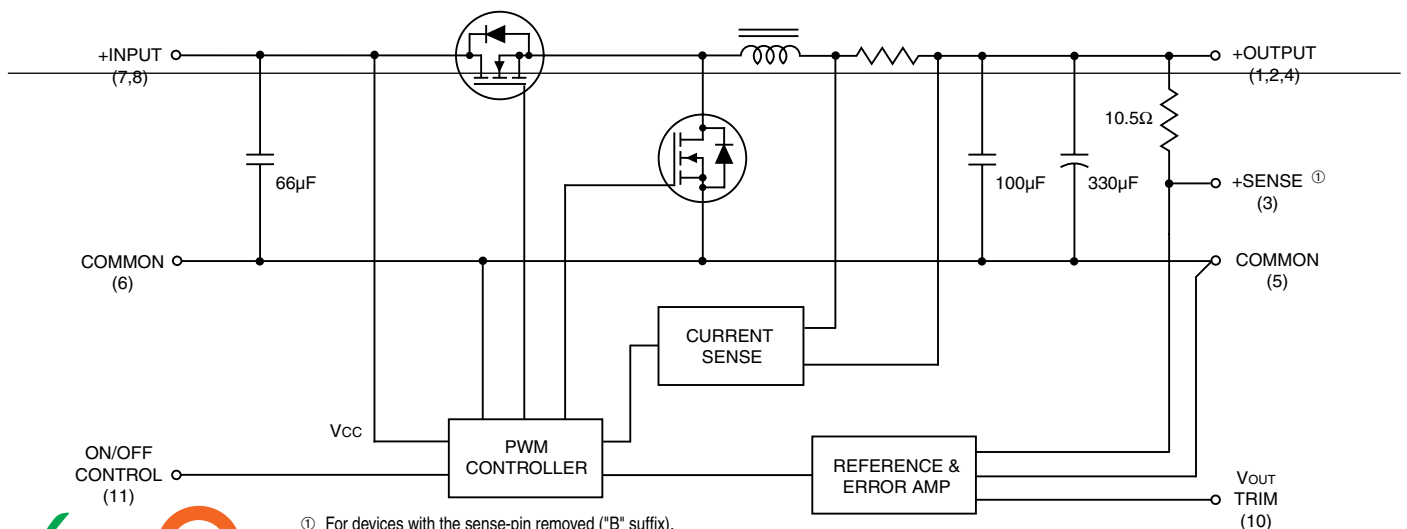 +INPUT
(7,8)
+OUTPUT
(1,2,4)
10.5Ω
66µF
100µF
330µF
+SENSE ①
(3)
COMMON
(6)
COMMON
(5)
CURRENT
SENSE
VCC
PWM
CONTROLLER
ON/OFF
CONTROL
(11)
REFERENCE &
ERROR AMP
VOUT
TRIM
(10)
① For devices with the sense-pin removed ("B" suffix),